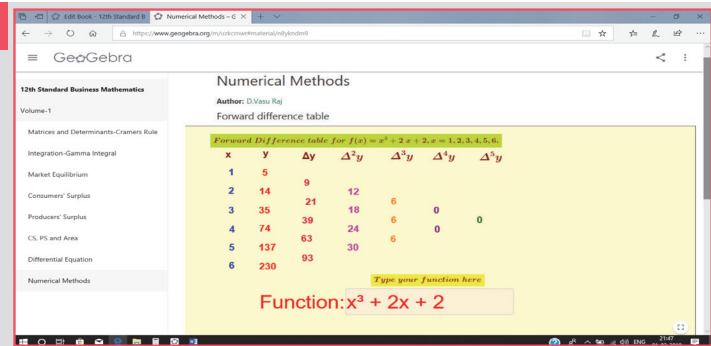 Edit Book - 12th Standard B
Numerical Methods - G
https://www.geogebra.org/m/uzkcmwr#material/n9ykndm9
GeoGebra
12th Standard Business Mathematics
Volume-1
Matrices and Determinants-Cramers Rule
Integration-Gamma Integral
Market Equilibrium
Consumers' Surplus
Producers' Surplus
CS, PS and Area
Differential Equation
Numerical Methods
Numerical Methods
Author: D.Vasu Raj
Forward difference table
Forward Difference table for f(x) = x³ + 2 x + 2, x = 1, 2, 3, 4, 5, 6.
x y Δy Δ²y Δ³y Δ⁴y Δ⁵y
1 5
9
2 14 12
21 6
3 35 18 0
39 6 0
4 74 24 0
63 6
5 137 30
93
6 230
Type your function here
Function: x³ + 2x + 2
ENG
21:47